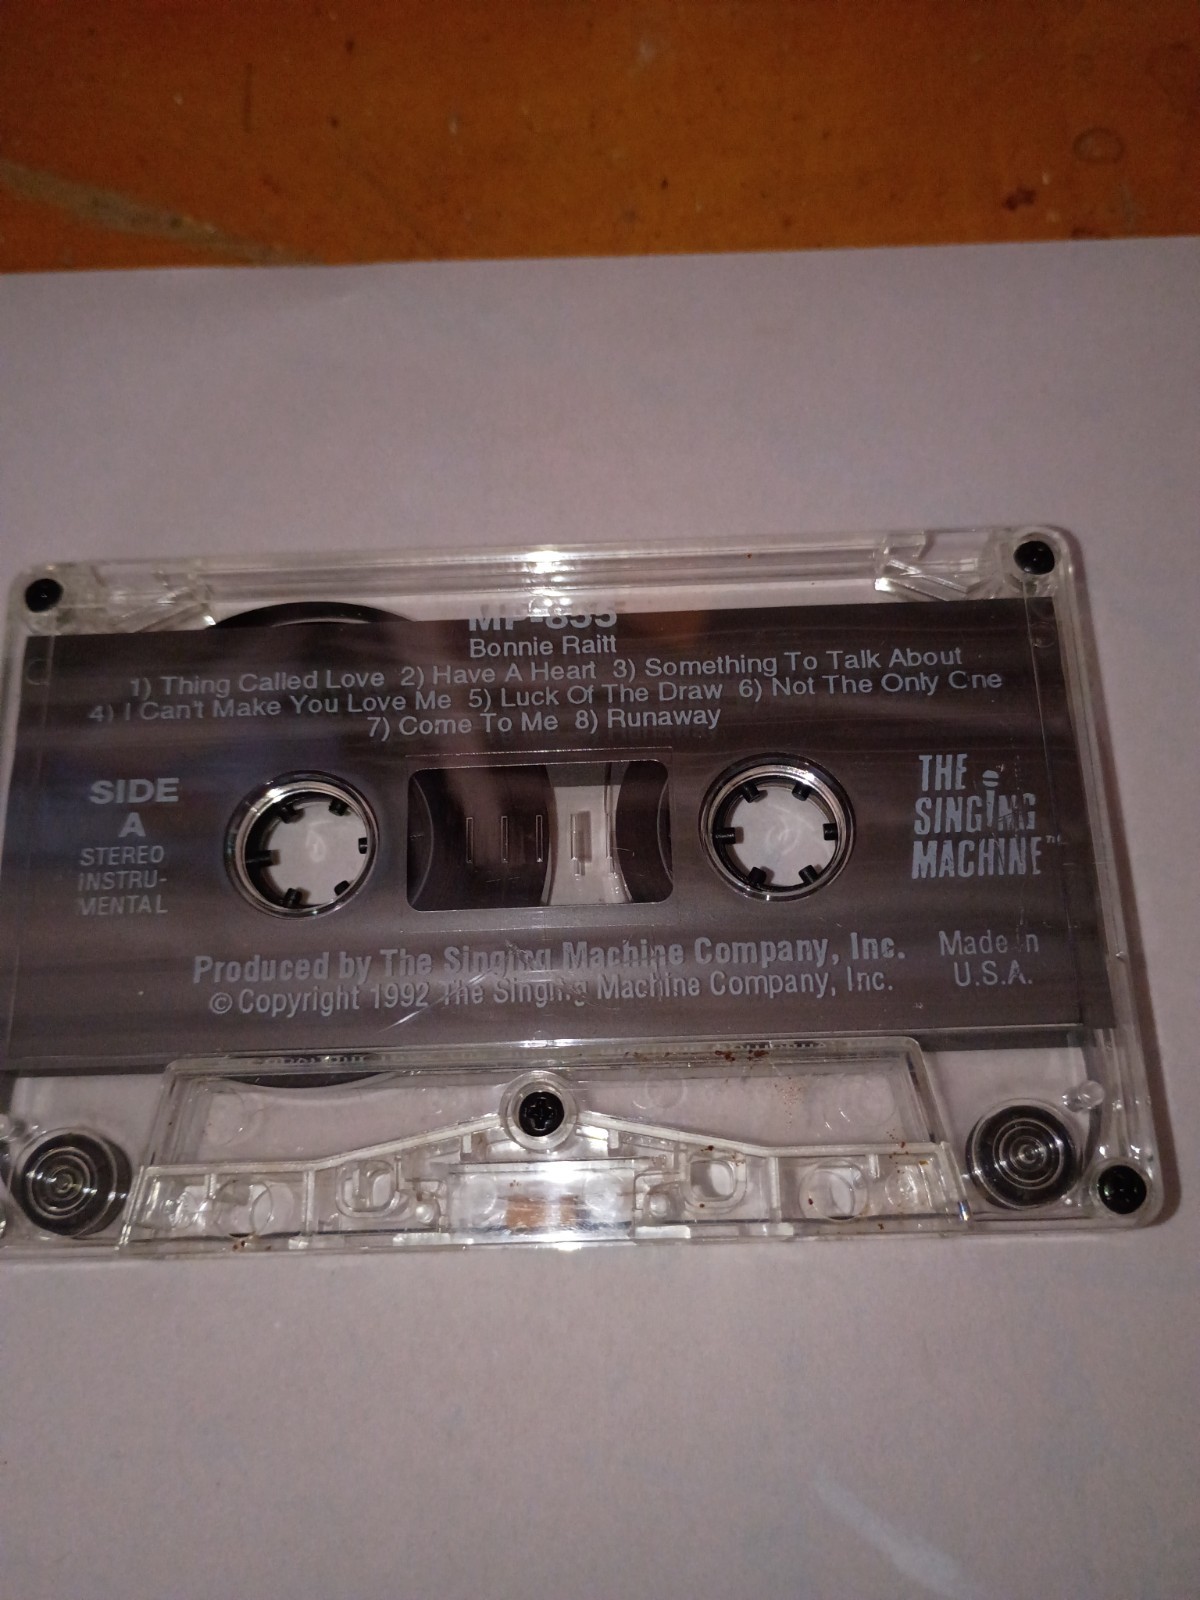 MP-835
Bonnie Raitt
1) Thing Called Love 2) Have A Heart 3) Something To Talk About
4) I Can't Make You Love Me 5) Luck Of The Draw 6) Not The Only One
7) Come To Me 8) Runaway
SIDE
A
STEREO
INSTRU-
MENTAL
THE
SINGING
MACHINE™
Produced by The Singing Machine Company, Inc.
© Copyright 1992 The Singing Machine Company, Inc.
Made In
U.S.A.